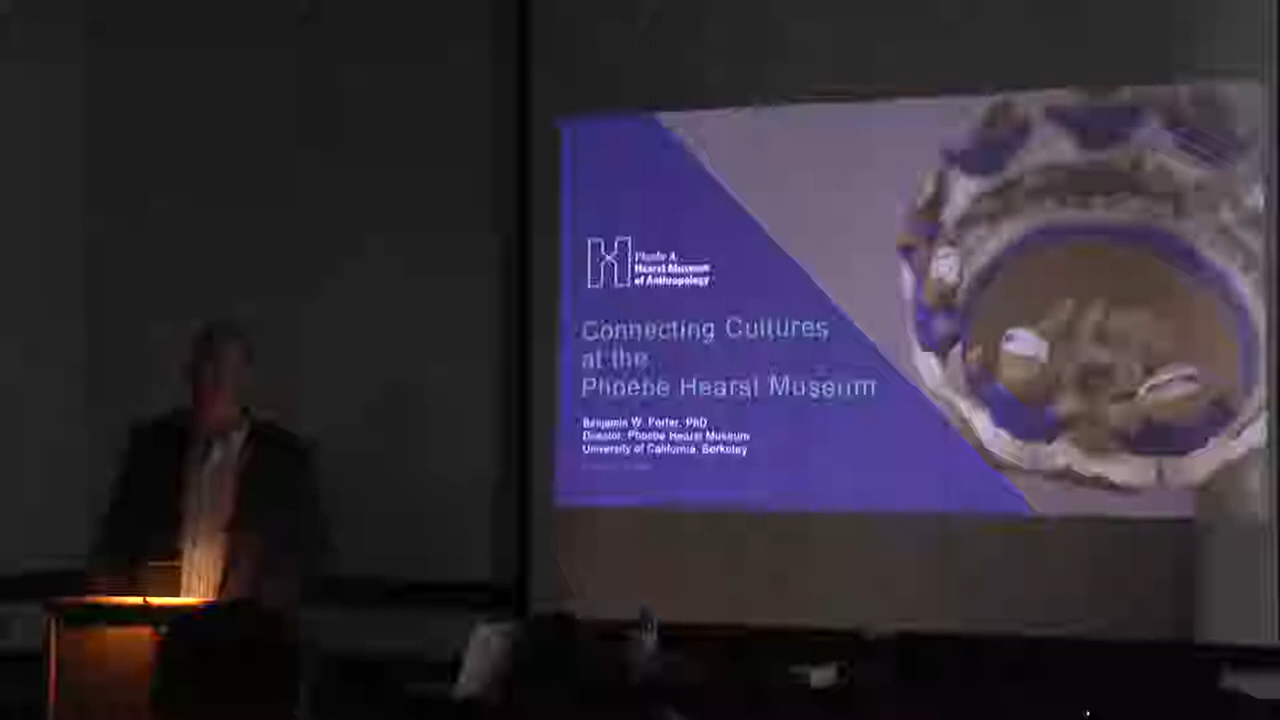 Phoebe A.
Hearst Museum
of Anthropology
Connecting Cultures
at the
Phoebe Hearst Museum
Benjamin W. Porter, PhD
Director, Phoebe Hearst Museum
University of California, Berkeley